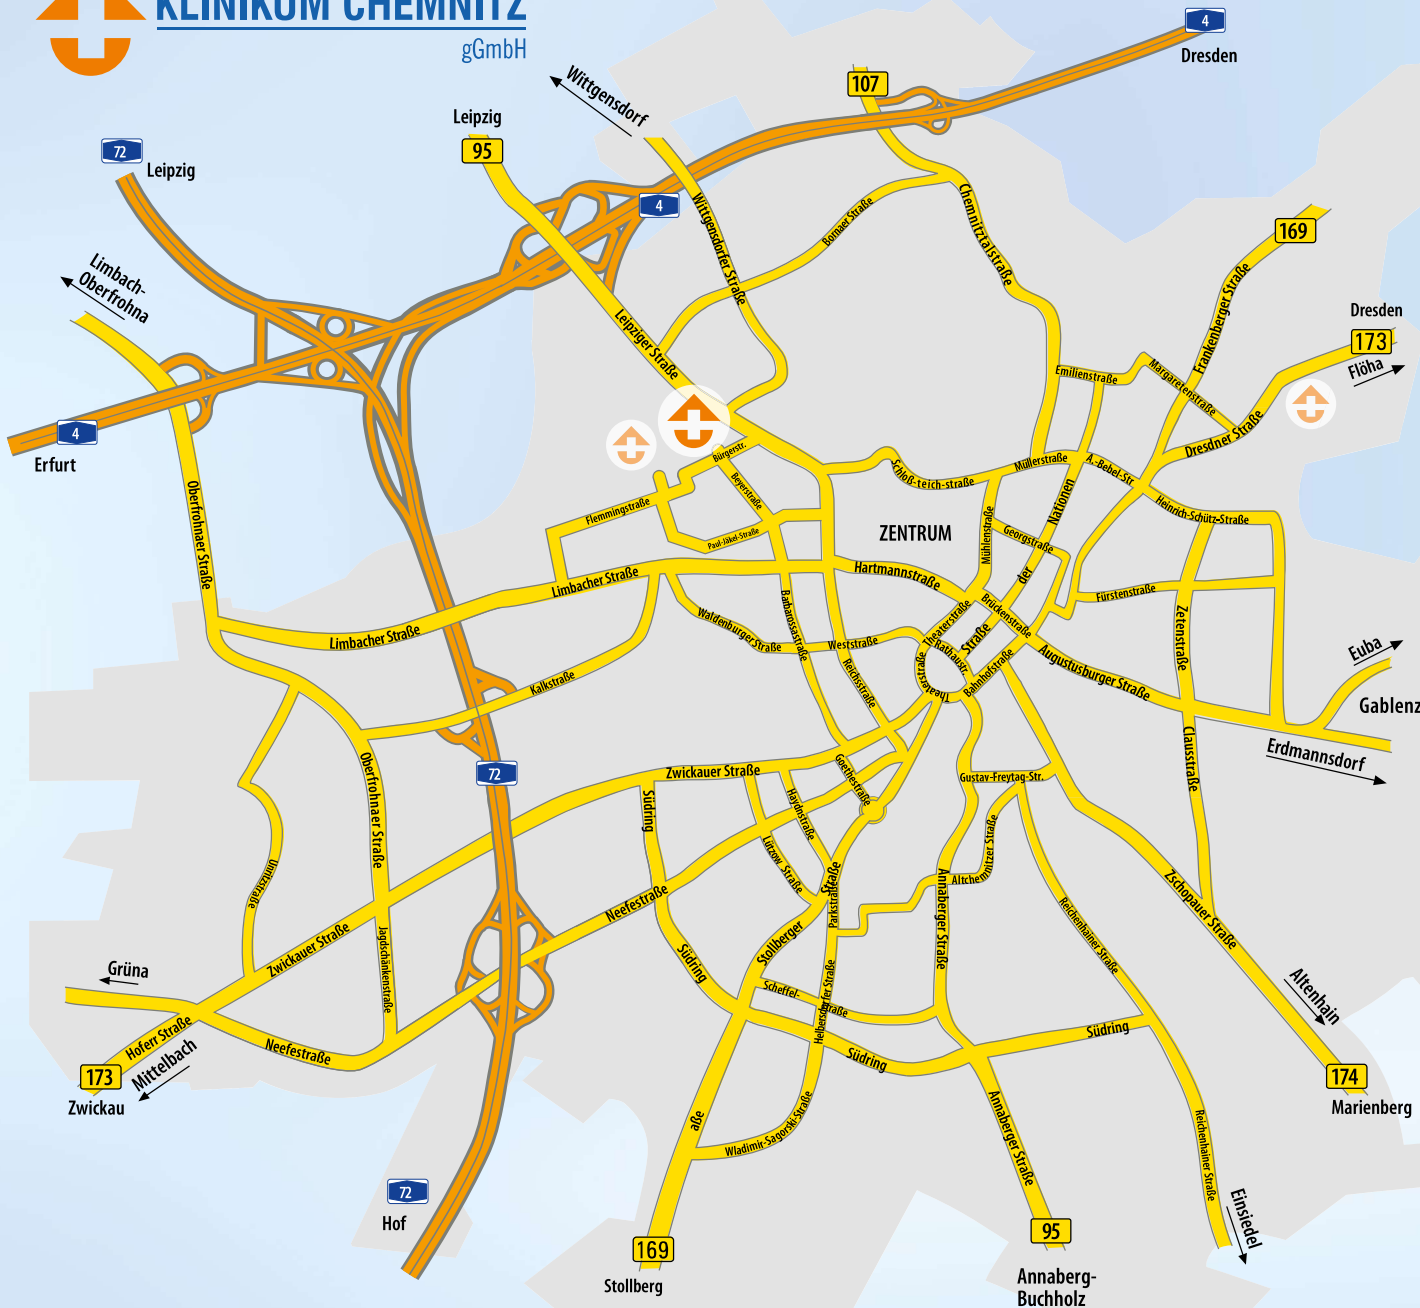 KLINIKUM CHEMNITZ
gGmbH
4
Dresden
107
Wittgensdorf
Leipzig
95
72
Leipzig
4
Wittgensdorfer Straße
Bornaer Straße
Chemnitztalstraße
169
Limbach-
Oberfrohna
Leipziger Straße
Frankenberger Straße
Dresden
173
Flöha
Emilienstraße
Margaretenstraße
4
Erfurt
Dresdner Straße
Bürgerstr.
Müllerstraße
A.-Bebel-Str.
Schloß-teich-straße
Beyerstraße
Oberfrohnaer Straße
Flemmingstraße
Nationen
Heinrich-Schütz-Straße
ZENTRUM
Mühlenstraße
Georgstraße
Paul-Jäkel-Straße
Limbacher Straße
Hartmannstraße
der
Fürstenstraße
Barbarossastraße
Waldenburger Straße
Limbacher Straße
Weststraße
Theaterstraße
Brückenstraße
Straße
Rathausstr.
Zetenstraße
Euba
Kalkstraße
Reichsstraße
Theaterstraße
Bahnhofstraße
Augustusburger Straße
Gablenz
Erdmannsdorf
Clausstraße
72
Oberfrohnaer Straße
Zwickauer Straße
Goethestraße
Gustav-Freytag-Str.
Südring
Haydnstraße
Lützow Straße
Altchemnitzer Straße
Unritzstraße
Neefestraße
Straße
Parkstraße
Annaberger Straße
Reichenhainer Straße
Zschopauer Straße
Zwickauer Straße
Jagdschänkenstraße
Stollberger
Südring
Grüna
Scheffel-
straße
Helbersdorfer Straße
Altenhain
Hoferr Straße
Neefestraße
Südring
Südring
173
Mittelbach
Zwickau
174
Marienberg
aße
Wladimir-Sagorski-Straße
Annaberger Straße
Reichenhainer Straße
72
Hof
Einsiedel
169
Stollberg
95
Annaberg-
Buchholz